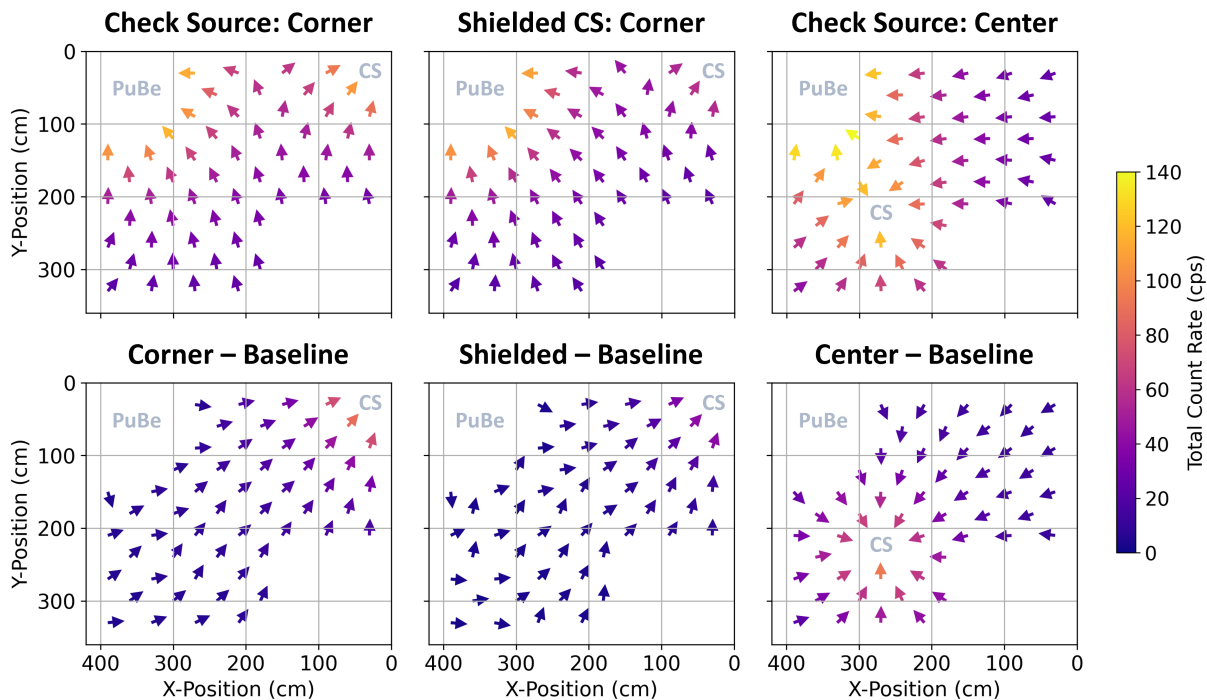 Check Source: Corner
Shielded CS: Corner
Check Source: Center
0
100
200
300
Y-Position (cm)
PuBe
CS
PuBe
CS
PuBe
CS
Corner – Baseline
Shielded – Baseline
Center – Baseline
0
100
200
300
Y-Position (cm)
PuBe
CS
PuBe
CS
PuBe
CS
400 300 200 100 0
400 300 200 100 0
400 300 200 100 0
X-Position (cm)
X-Position (cm)
X-Position (cm)
140
120
100
80
60
40
20
0
Total Count Rate (cps)